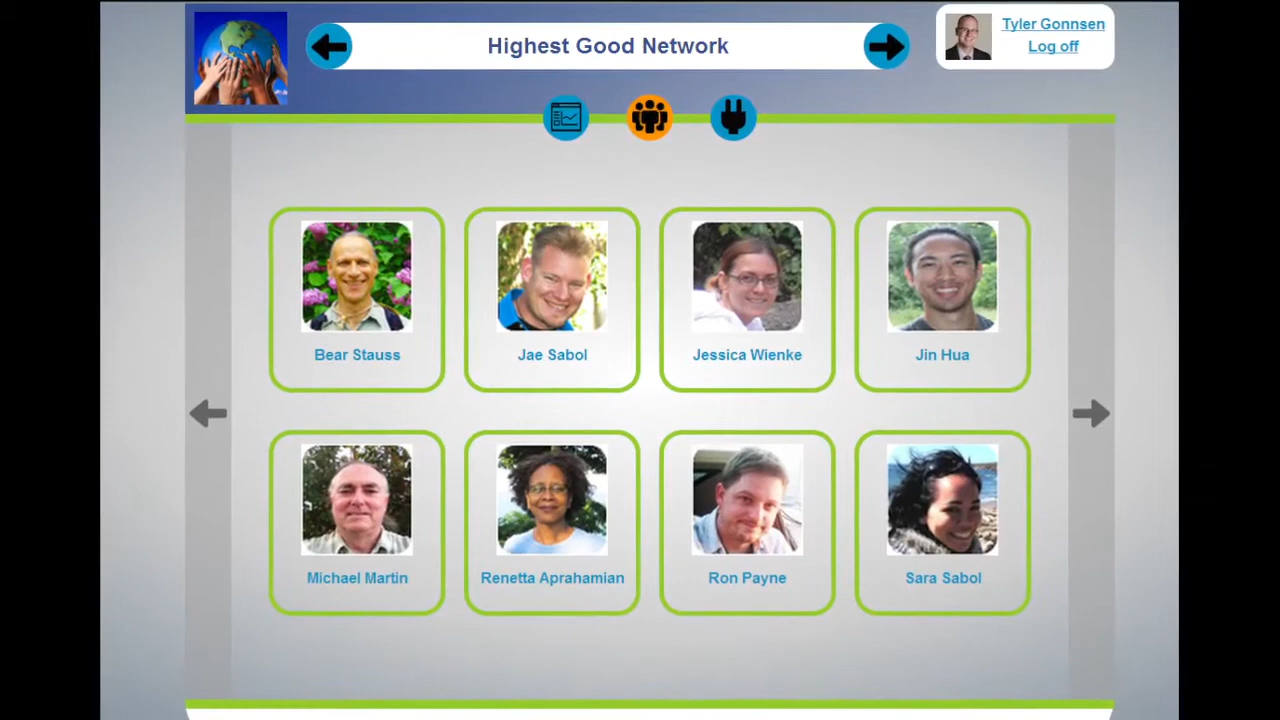 Highest Good Network
Tyler Gonnsen
Log off
Bear Stauss
Jae Sabol
Jessica Wienke
Jin Hua
Michael Martin
Renetta Aprahamian
Ron Payne
Sara Sabol